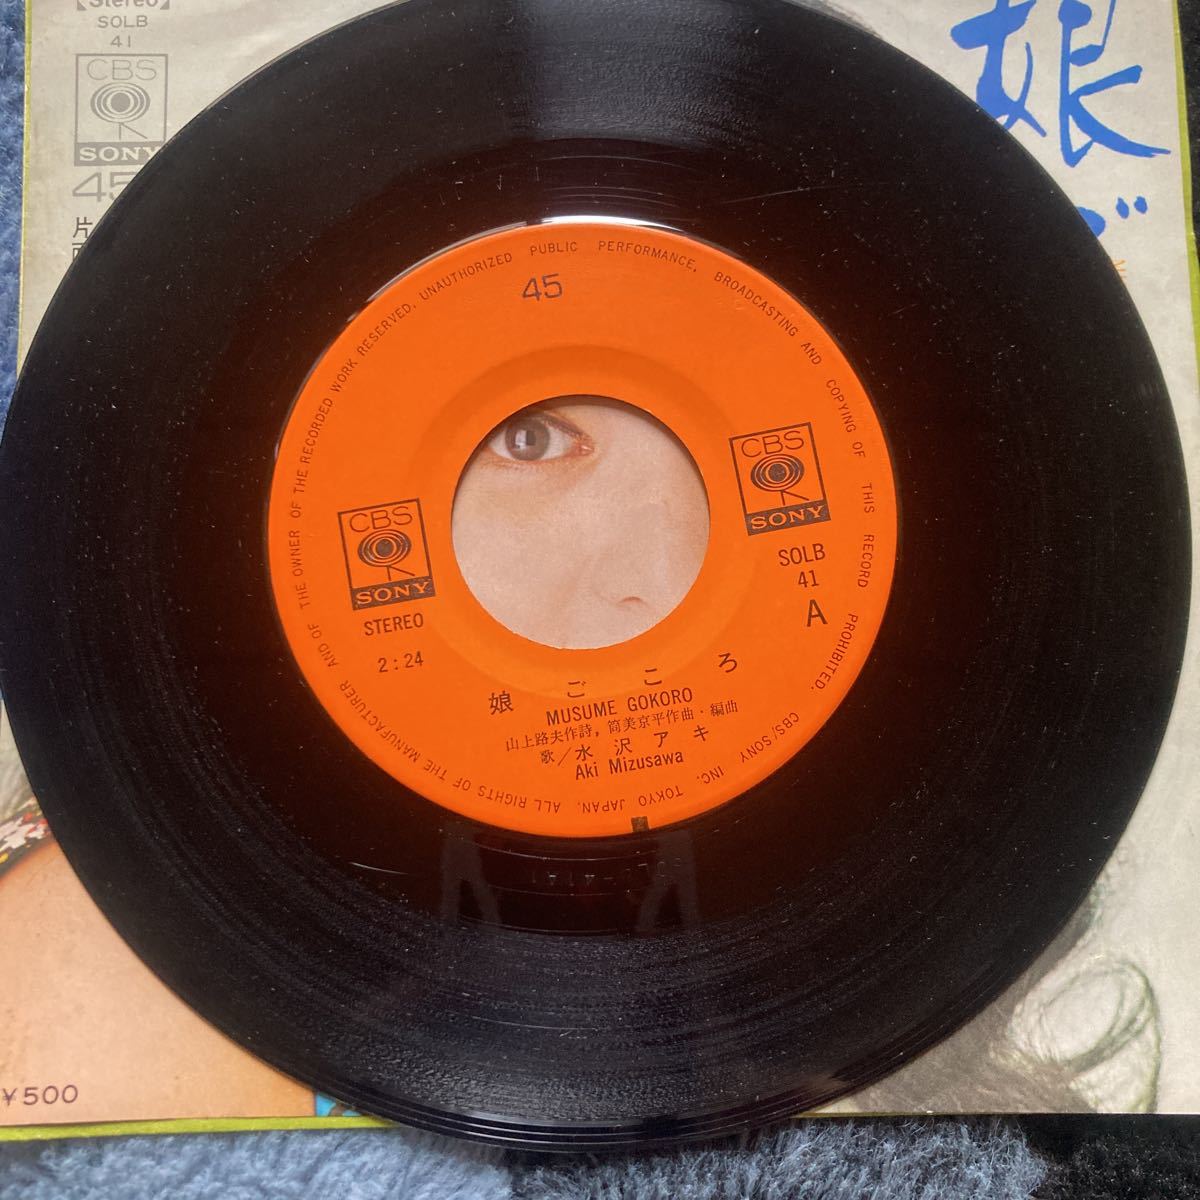 Stereo
SOLB
41
CBS
SONY
45
片
娘
¥500
45
UNAUTHORIZED PUBLIC PERFORMANCE, BROADCASTING AND COPYING OF THIS RECORD PROHIBITED.
CBS/SONY INC. TOKYO JAPAN. ALL RIGHTS OF THE MANUFACTURER AND OF THE OWNER OF THE RECORDED WORK RESERVED.
CBS
SONY
STEREO
2:24
CBS
SONY
SOLB
41
A
娘ごころ
MUSUME GOKORO
山上路夫作詩, 筒美京平作曲・編曲
歌/水沢アキ
Aki Mizusawa